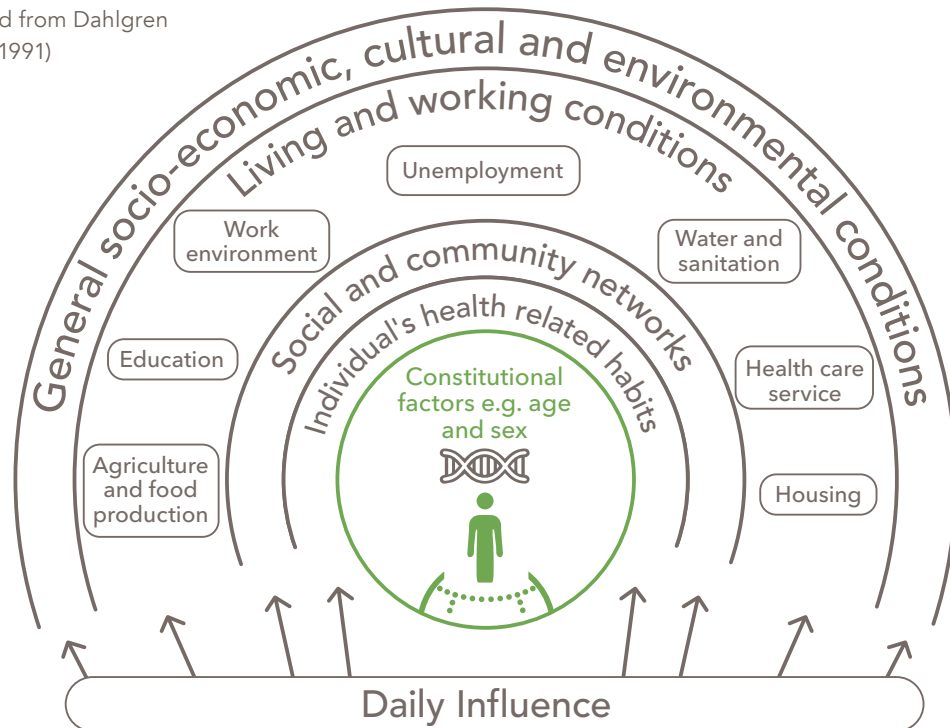 d from Dahlgren
1991)
General socio-economic, cultural and environmental conditions
Living and working conditions
Unemployment
Work
environment
Water and
sanitation
Social and community networks
Individual's health related habits
Education
Constitutional
factors e.g. age
and sex
Health care
service
Agriculture
and food
production
Housing
Daily Influence